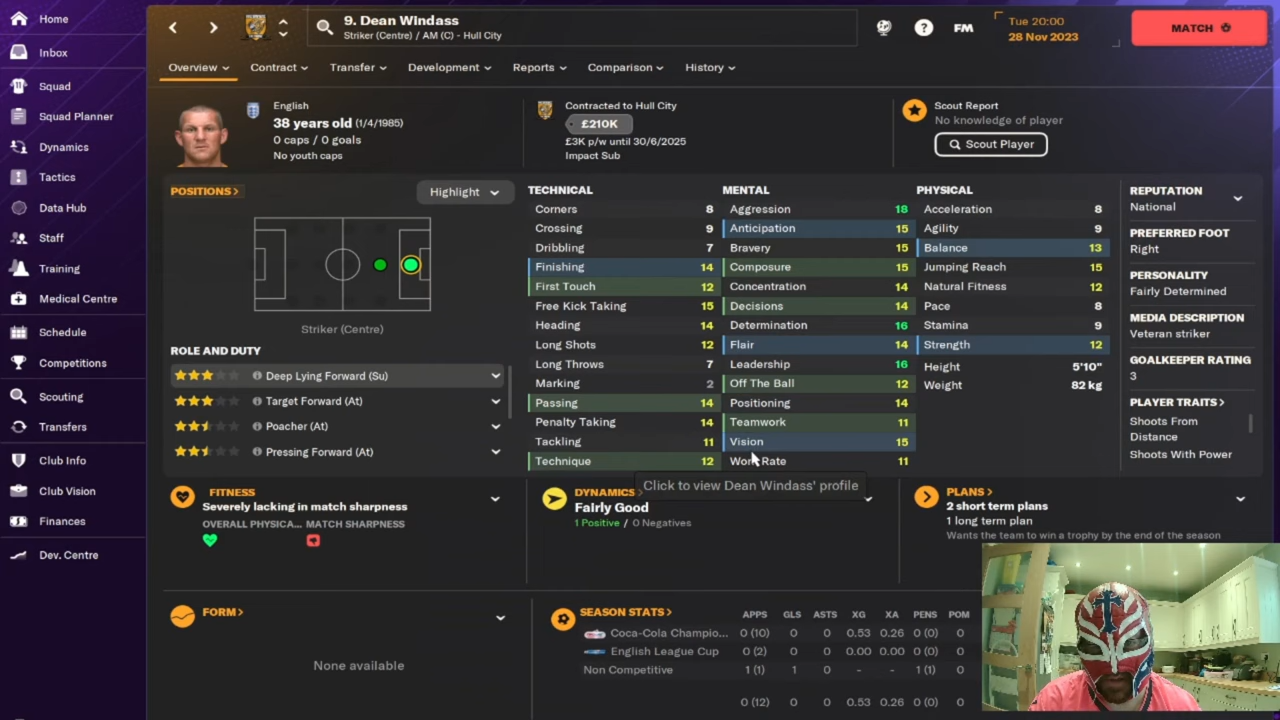 Home
Inbox
Squad
Squad Planner
Dynamics
Tactics
Data Hub
Staff
Training
Medical Centre
Schedule
Competitions
Scouting
Transfers
Club Info
Club Vision
Finances
Dev. Centre
9. Dean Windass
Striker (Centre) / AM (C) - Hull City
?
FM
Tue 20:00
28 Nov 2023
MATCH
Overview
Contract
Transfer
Development
Reports
Comparison
History
English
38 years old (1/4/1985)
0 caps / 0 goals
No youth caps
Contracted to Hull City
£210K
£3K p/w until 30/6/2025
Impact Sub
Scout Report
No knowledge of player
Scout Player
POSITIONS >
Highlight
Striker (Centre)
ROLE AND DUTY
Deep Lying Forward (Su)
Target Forward (At)
Poacher (At)
Pressing Forward (At)
TECHNICAL
Corners 8
Crossing 9
Dribbling 7
Finishing 14
First Touch 12
Free Kick Taking 15
Heading 14
Long Shots 12
Long Throws 7
Marking 2
Passing 14
Penalty Taking 14
Tackling 11
Technique 12
MENTAL
Aggression 18
Anticipation 15
Bravery 15
Composure 15
Concentration 14
Decisions 14
Determination 16
Flair 14
Leadership 16
Off The Ball 12
Positioning 14
Teamwork 11
Vision 15
Work Rate 11
PHYSICAL
Acceleration 8
Agility 9
Balance 13
Jumping Reach 15
Natural Fitness 12
Pace 8
Stamina 9
Strength 12
Height 5'10"
Weight 82 kg
REPUTATION
National
PREFERRED FOOT
Right
PERSONALITY
Fairly Determined
MEDIA DESCRIPTION
Veteran striker
GOALKEEPER RATING
3
PLAYER TRAITS >
Shoots From
Distance
Shoots With Power
Click to view Dean Windass' profile
FITNESS
Severely lacking in match sharpness
OVERALL PHYSICA... MATCH SHARPNESS
DYNAMICS >
Fairly Good
1 Positive / 0 Negatives
PLANS >
2 short term plans
1 long term plan
Wants the team to win a trophy by the end of the season
FORM >
None available
SEASON STATS > APPS GLS ASTS XG XA PENS POM
Coca-Cola Champio... 0 (10) 0 0 0.53 0.26 0 (0) 0
English League Cup 0 (2) 0 0 0.00 0.00 0 (0) 0
Non Competitive 1 (1) 1 0 - - 1 (1) 0
0 (12) 0 0 0.53 0.26 0 (0) 0